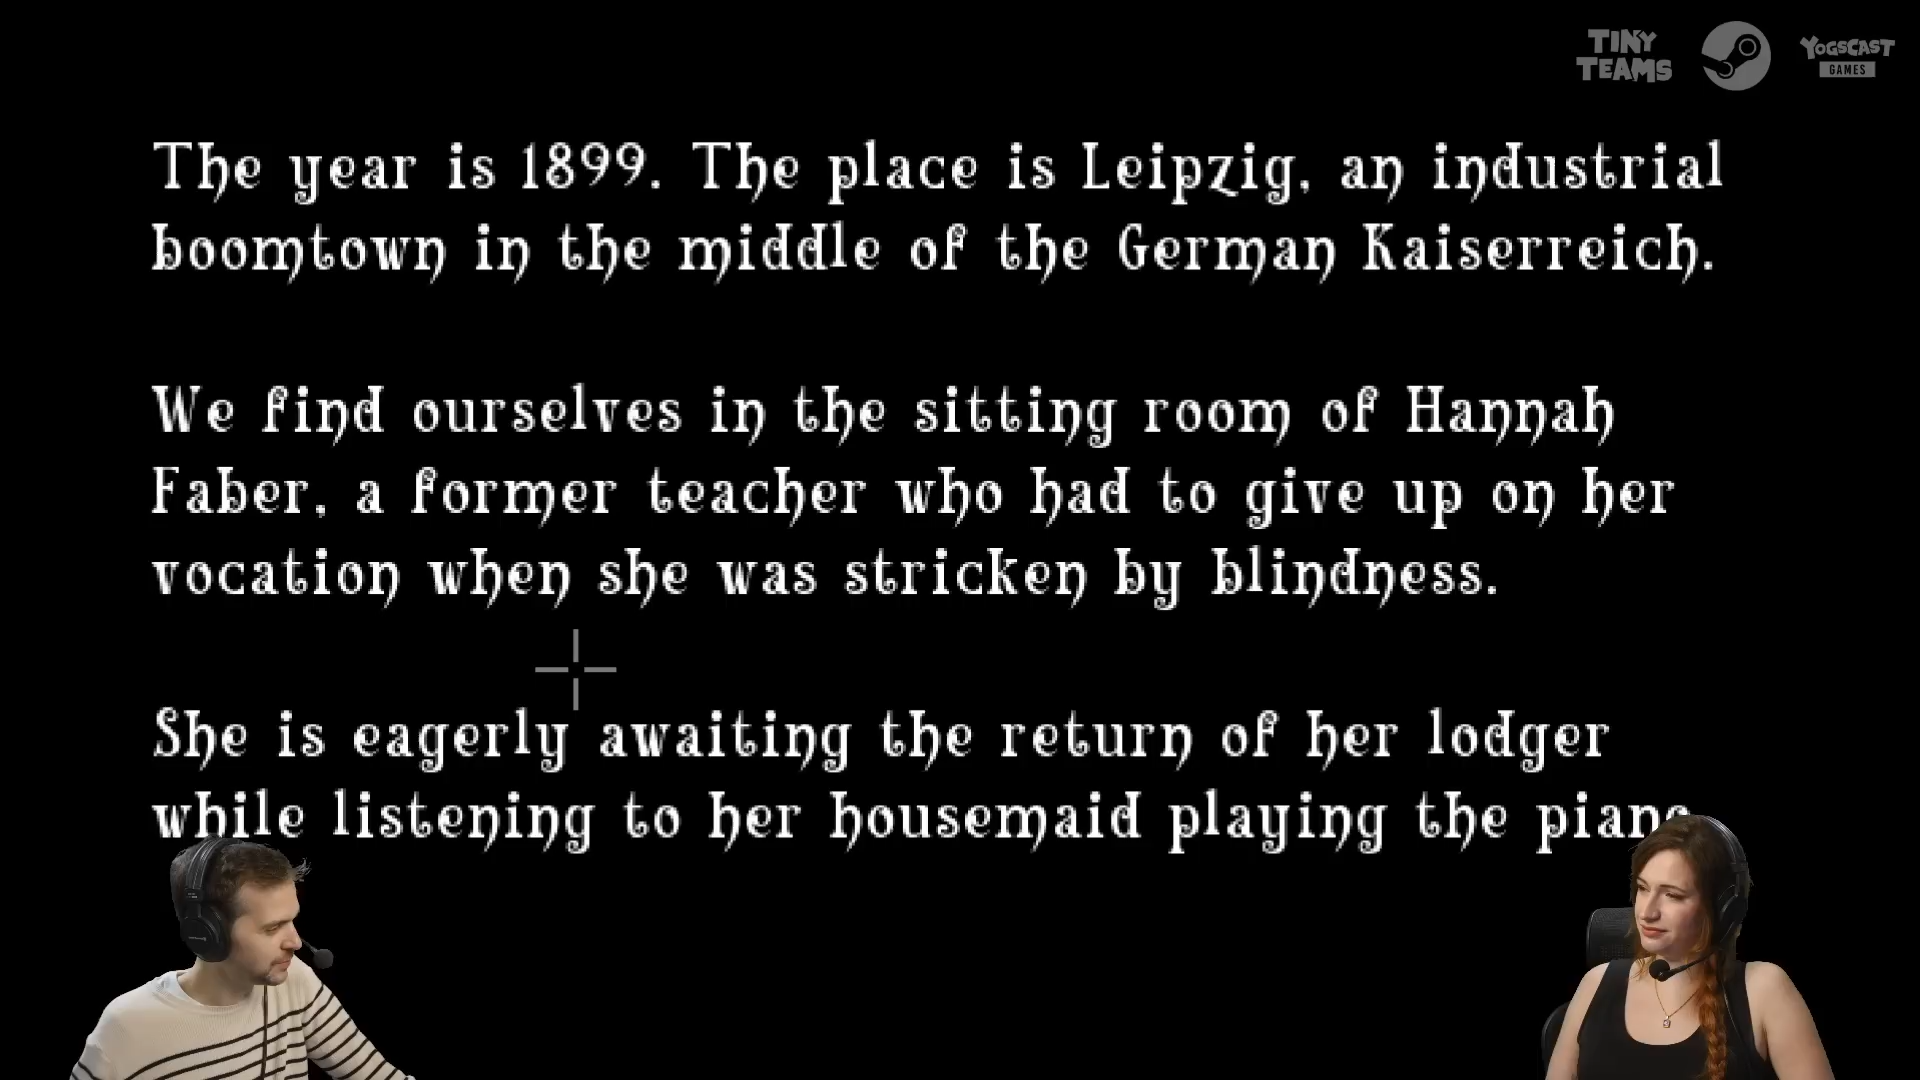 TINY
TEAMS
YOGSCAST
GAMES
The year is 1899. The place is Leipzig, an industrial
boomtown in the middle of the German Kaiserreich.
We find ourselves in the sitting room of Hannah
Faber, a former teacher who had to give up on her
vocation when she was stricken by blindness.
She is eagerly awaiting the return of her lodger
while listening to her housemaid playing the piano